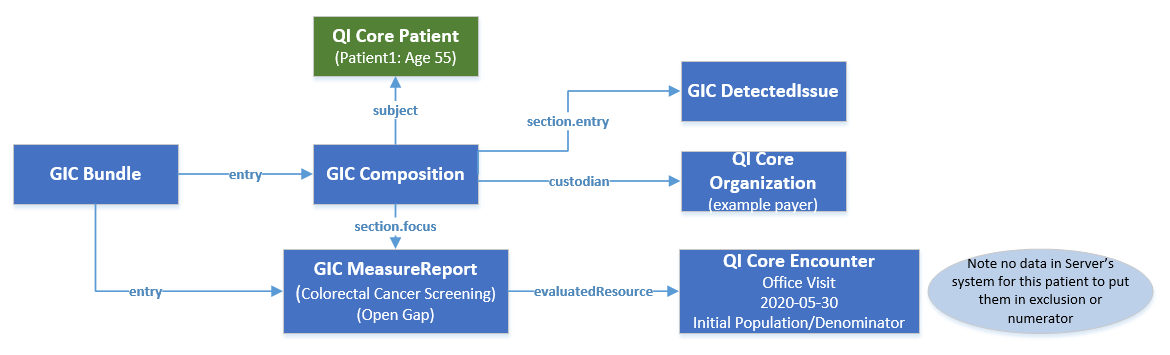 QI Core Patient
(Patient1: Age 55)
subject
section.entry
GIC DetectedIssue
GIC Bundle
entry
GIC Composition
custodian
QI Core
Organization
(example payer)
section.focus
entry
GIC MeasureReport
(Colorectal Cancer Screening)
(Open Gap)
evaluatedResource
QI Core Encounter
Office Visit
2020-05-30
Initial Population/Denominator
Note no data in Server's
system for this patient to put
them in exclusion or
numerator